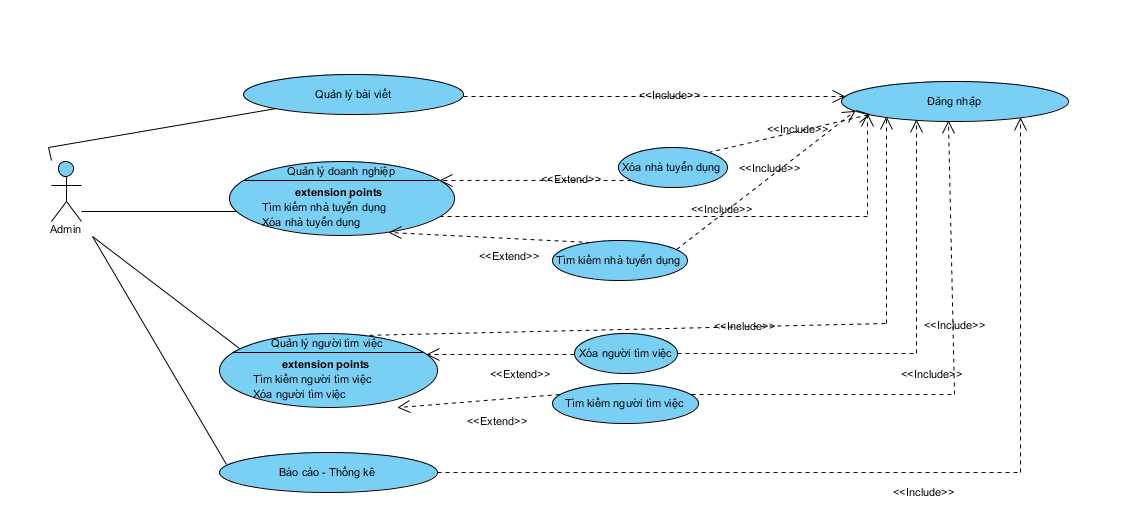 Quản lý bài viết
<<Include>>
Đăng nhập
<<Include>>
Xóa nhà tuyển dụng
<<Include>>
Quản lý doanh nghiệp
<<Extend>>
extension points
Tìm kiếm nhà tuyển dụng
Xóa nhà tuyển dụng
<<Include>>
Admin
<<Extend>>
Tìm kiếm nhà tuyển dụng
<<Include>>
<<Include>>
Quản lý người tìm việc
Xóa người tìm việc
extension points
Tìm kiếm người tìm việc
Xóa người tìm việc
<<Extend>>
<<Include>>
Tìm kiếm người tìm việc
<<Extend>>
Báo cáo - Thống kê
<<Include>>